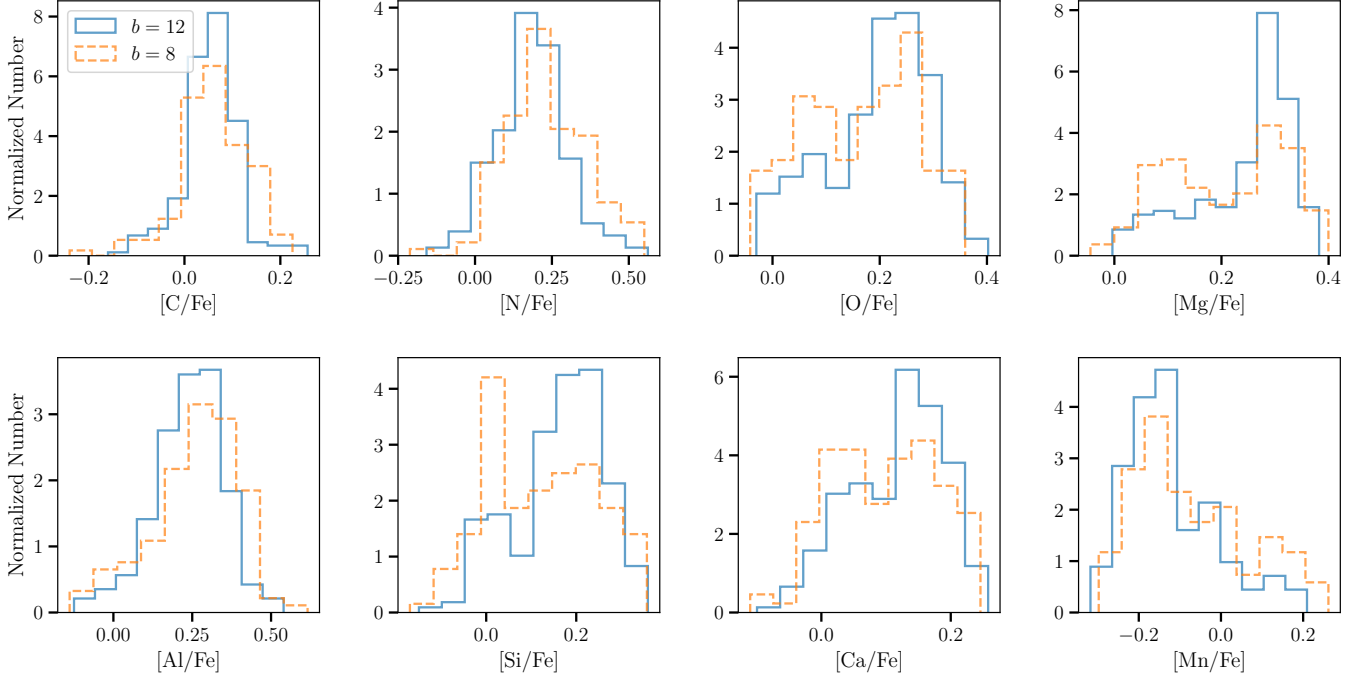 Normalized Number
8
6
4
2
0
b = 12
b = 8
−0.2 0.0 0.2
[C/Fe]
4
3
2
1
0
−0.25 0.00 0.25 0.50
[N/Fe]
4
3
2
1
0
0.0 0.2 0.4
[O/Fe]
8
6
4
2
0
0.0 0.2 0.4
[Mg/Fe]
Normalized Number
3
2
1
0
0.00 0.25 0.50
[Al/Fe]
4
3
2
1
0
0.0 0.2
[Si/Fe]
6
4
2
0
0.0 0.2
[Ca/Fe]
4
3
2
1
0
−0.2 0.0 0.2
[Mn/Fe]